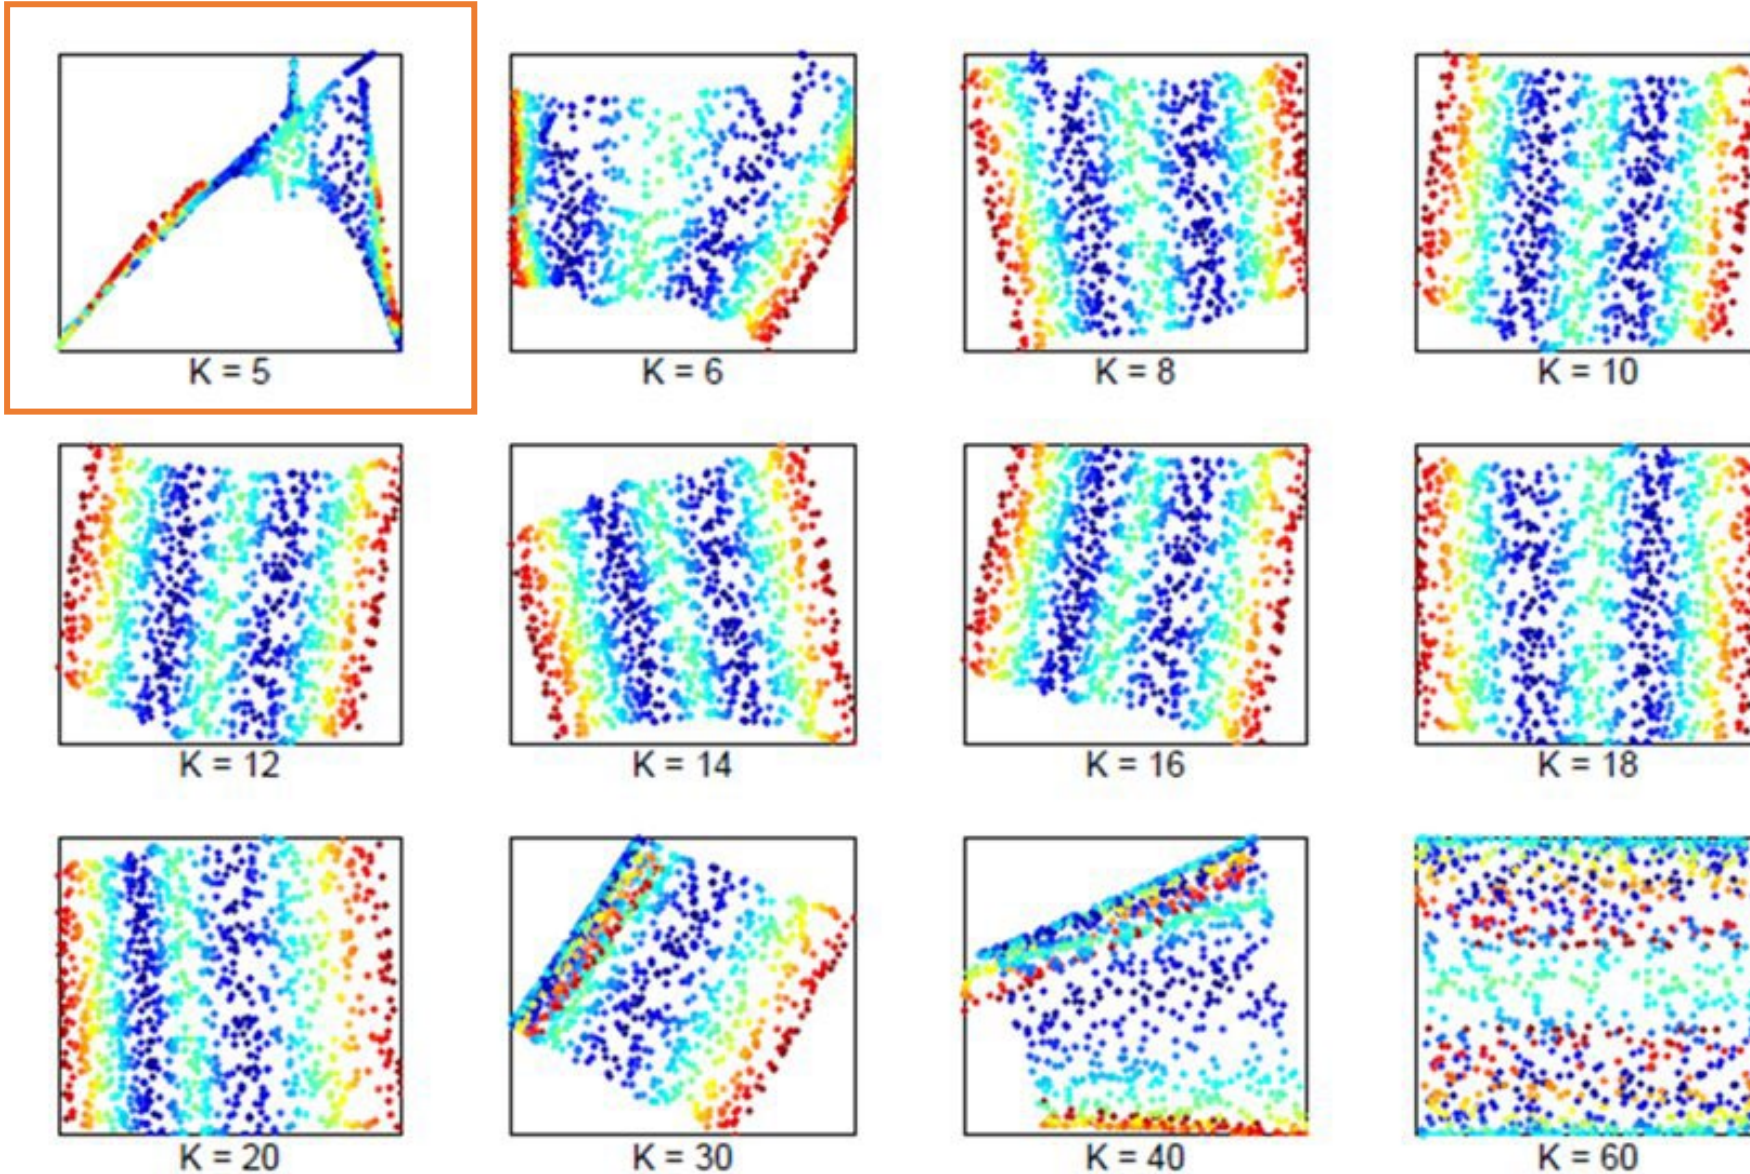 K = 5
K = 6
K = 8
K = 10
K = 12
K = 14
K = 16
K = 18
K = 20
K = 30
K = 40
K = 60